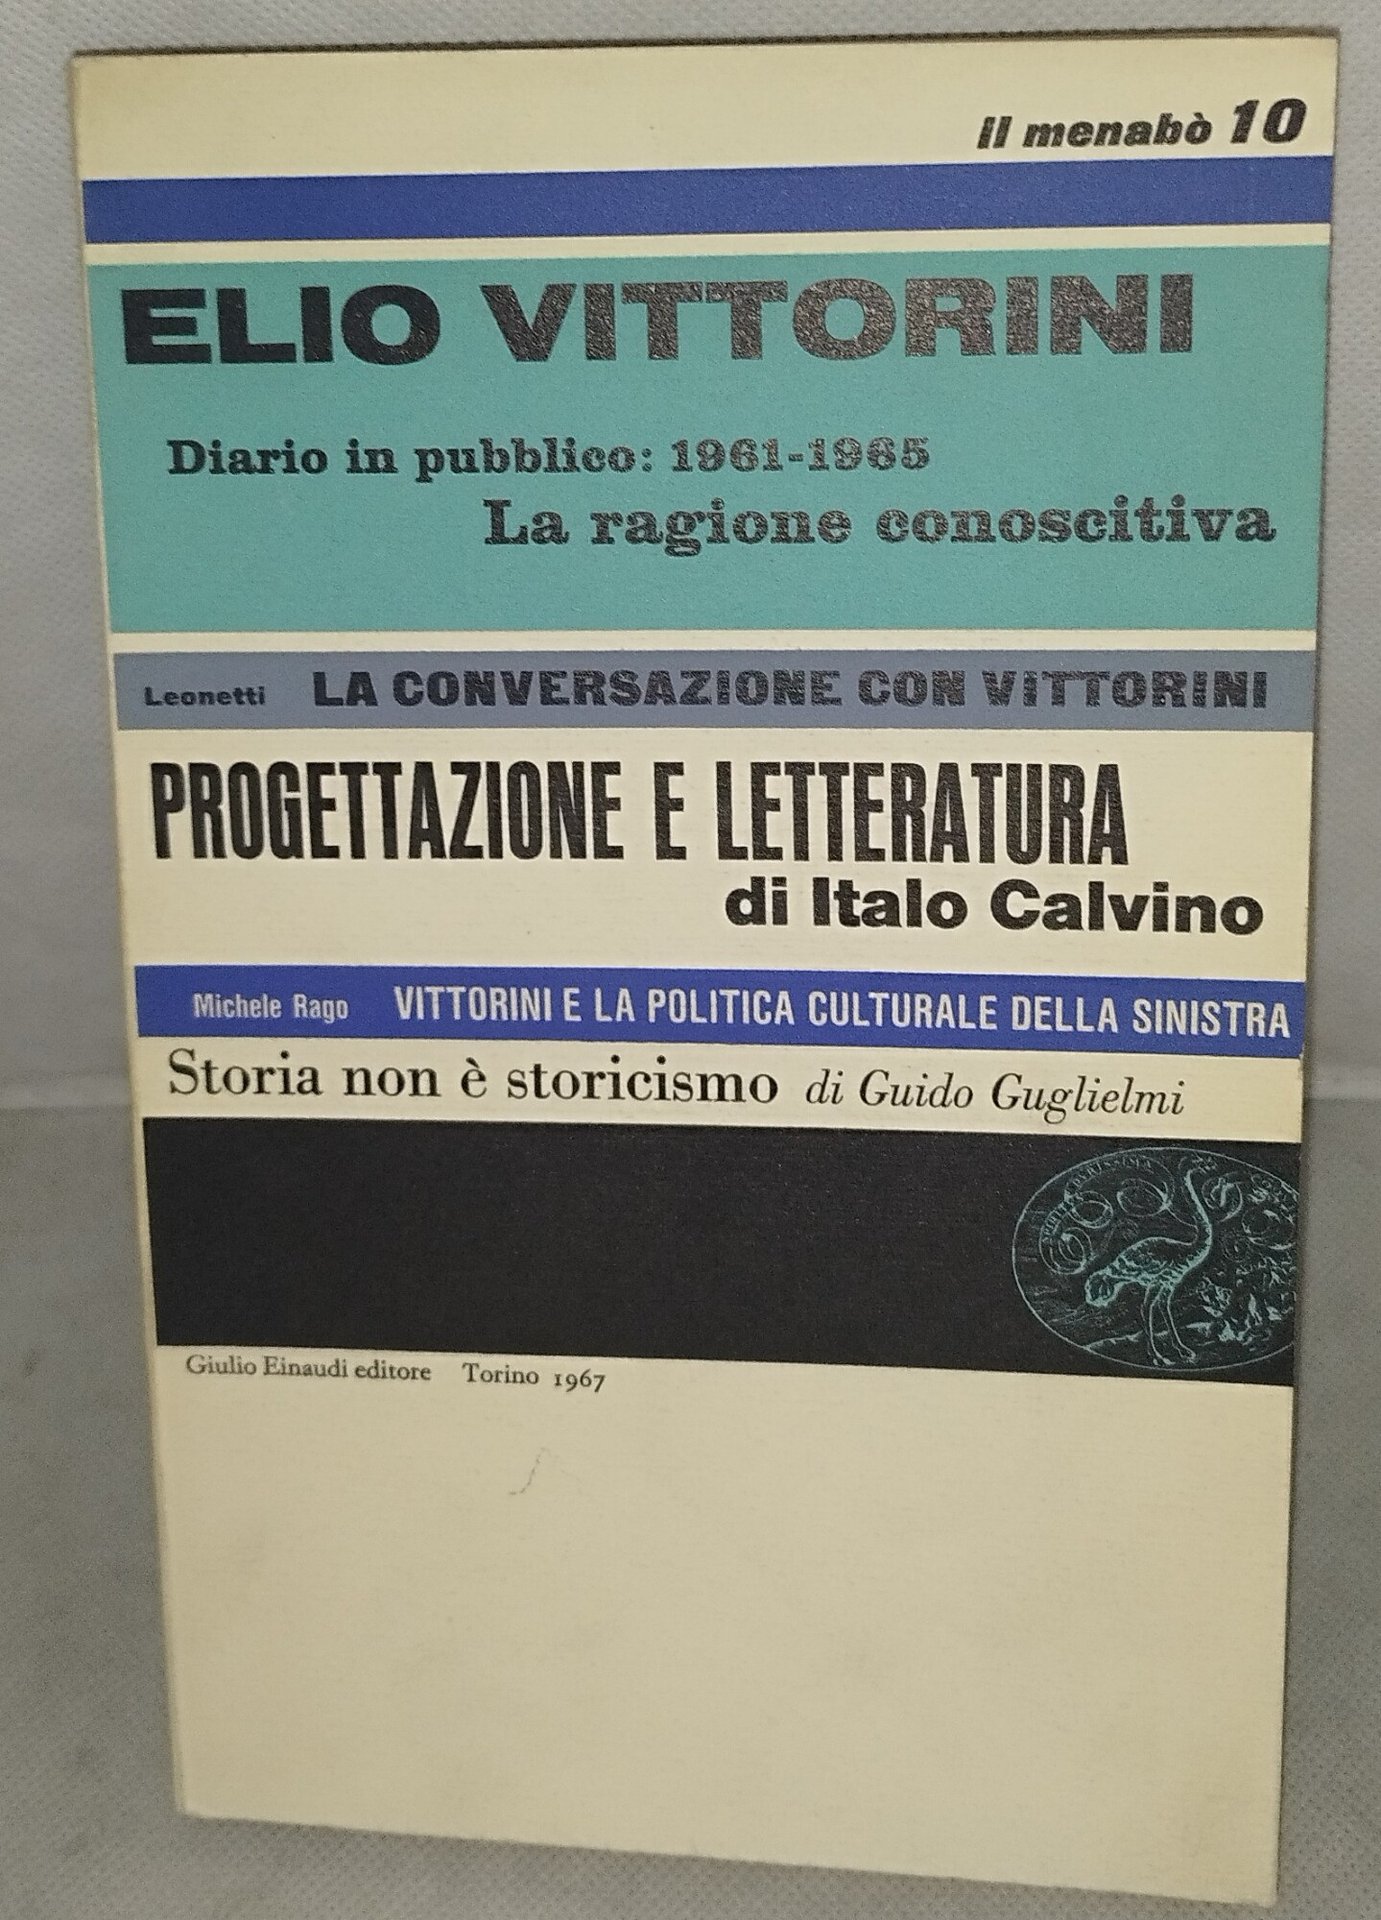 il menabò 10
ELIO VITTORINI
Diario in pubblico: 1961-1965
La ragione conoscitiva
Leonetti LA CONVERSAZIONE CON VITTORINI
PROGETTAZIONE E LETTERATURA
di Italo Calvino
Michele Rago VITTORINI E LA POLITICA CULTURALE DELLA SINISTRA
Storia non è storicismo di Guido Guglielmi
Giulio Einaudi editore Torino 1967